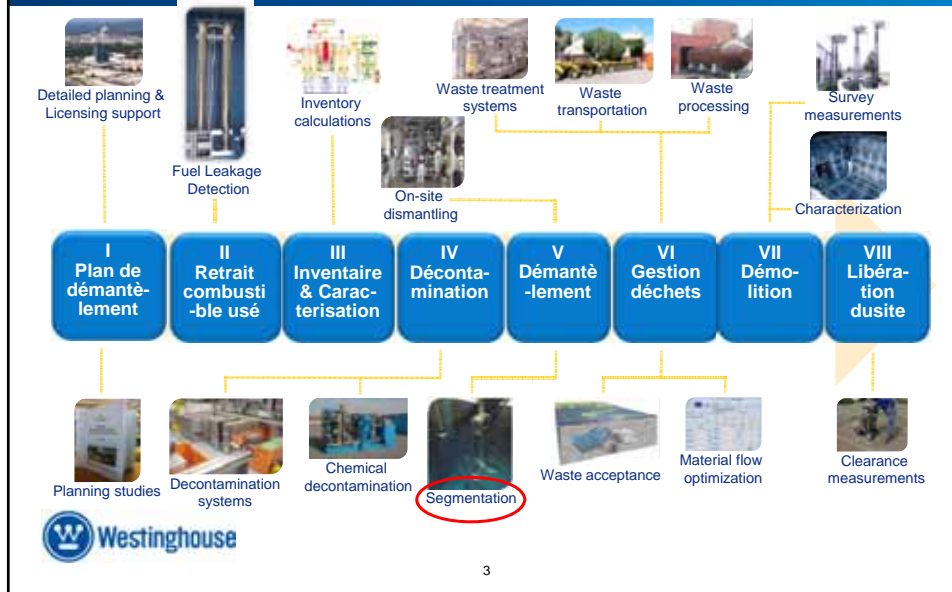 Detailed planning &
Licensing support
Fuel Leakage
Detection
Inventory
calculations
On-site
dismantling
Waste treatment
systems
Waste
transportation
Waste
processing
Survey
measurements
Characterization
I
Plan de
démantè-
lement
II
Retrait
combusti
-ble usé
III
Inventaire
& Carac-
terisation
IV
Déconta-
mination
V
Démantè
-lement
VI
Gestion
déchets
VII
Démo-
lition
VIII
Libéra-
tion
dusite
Planning studies
Decontamination
systems
Chemical
decontamination
Segmentation
Waste acceptance
Material flow
optimization
Clearance
measurements
W Westinghouse
3